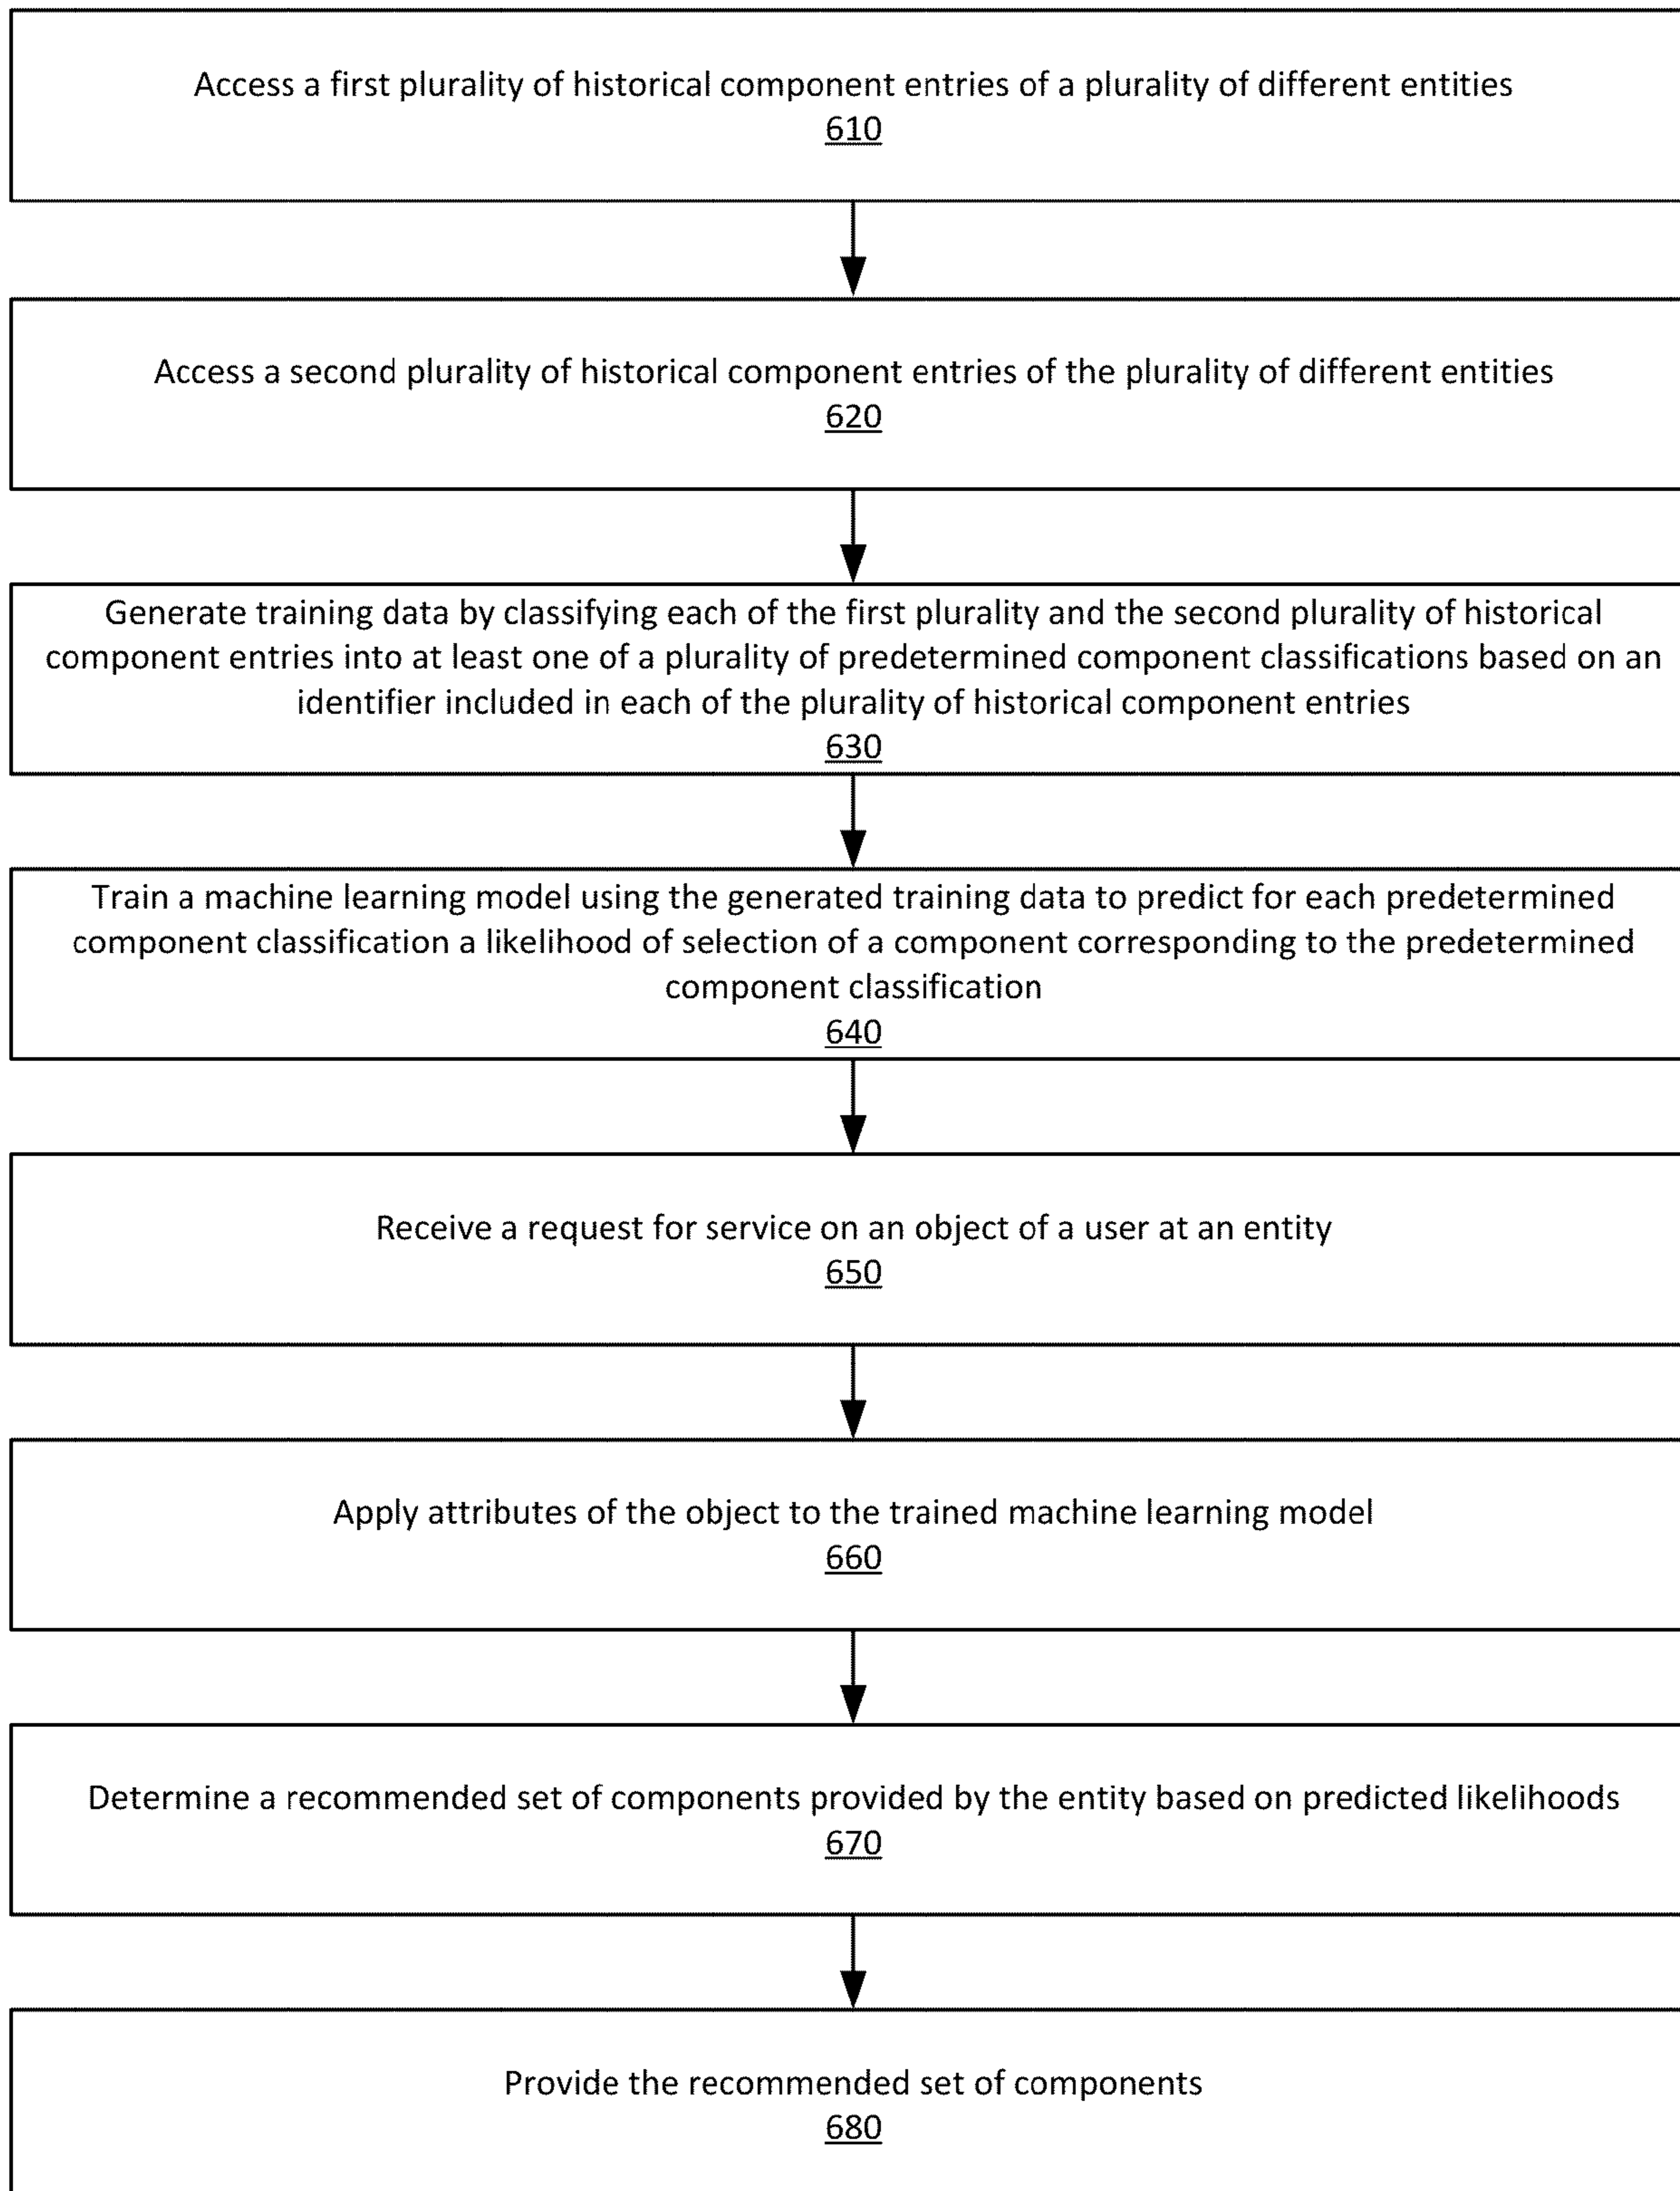 Access a first plurality of historical component entries of a plurality of different entities
610
Access a second plurality of historical component entries of the plurality of different entities
620
Generate training data by classifying each of the first plurality and the second plurality of historical
component entries into at least one of a plurality of predetermined component classifications based on an
identifier included in each of the plurality of historical component entries
630
Train a machine learning model using the generated training data to predict for each predetermined
component classification a likelihood of selection of a component corresponding to the predetermined
component classification
640
Receive a request for service on an object of a user at an entity
650
Apply attributes of the object to the trained machine learning model
660
Determine a recommended set of components provided by the entity based on predicted likelihoods
670
Provide the recommended set of components
680